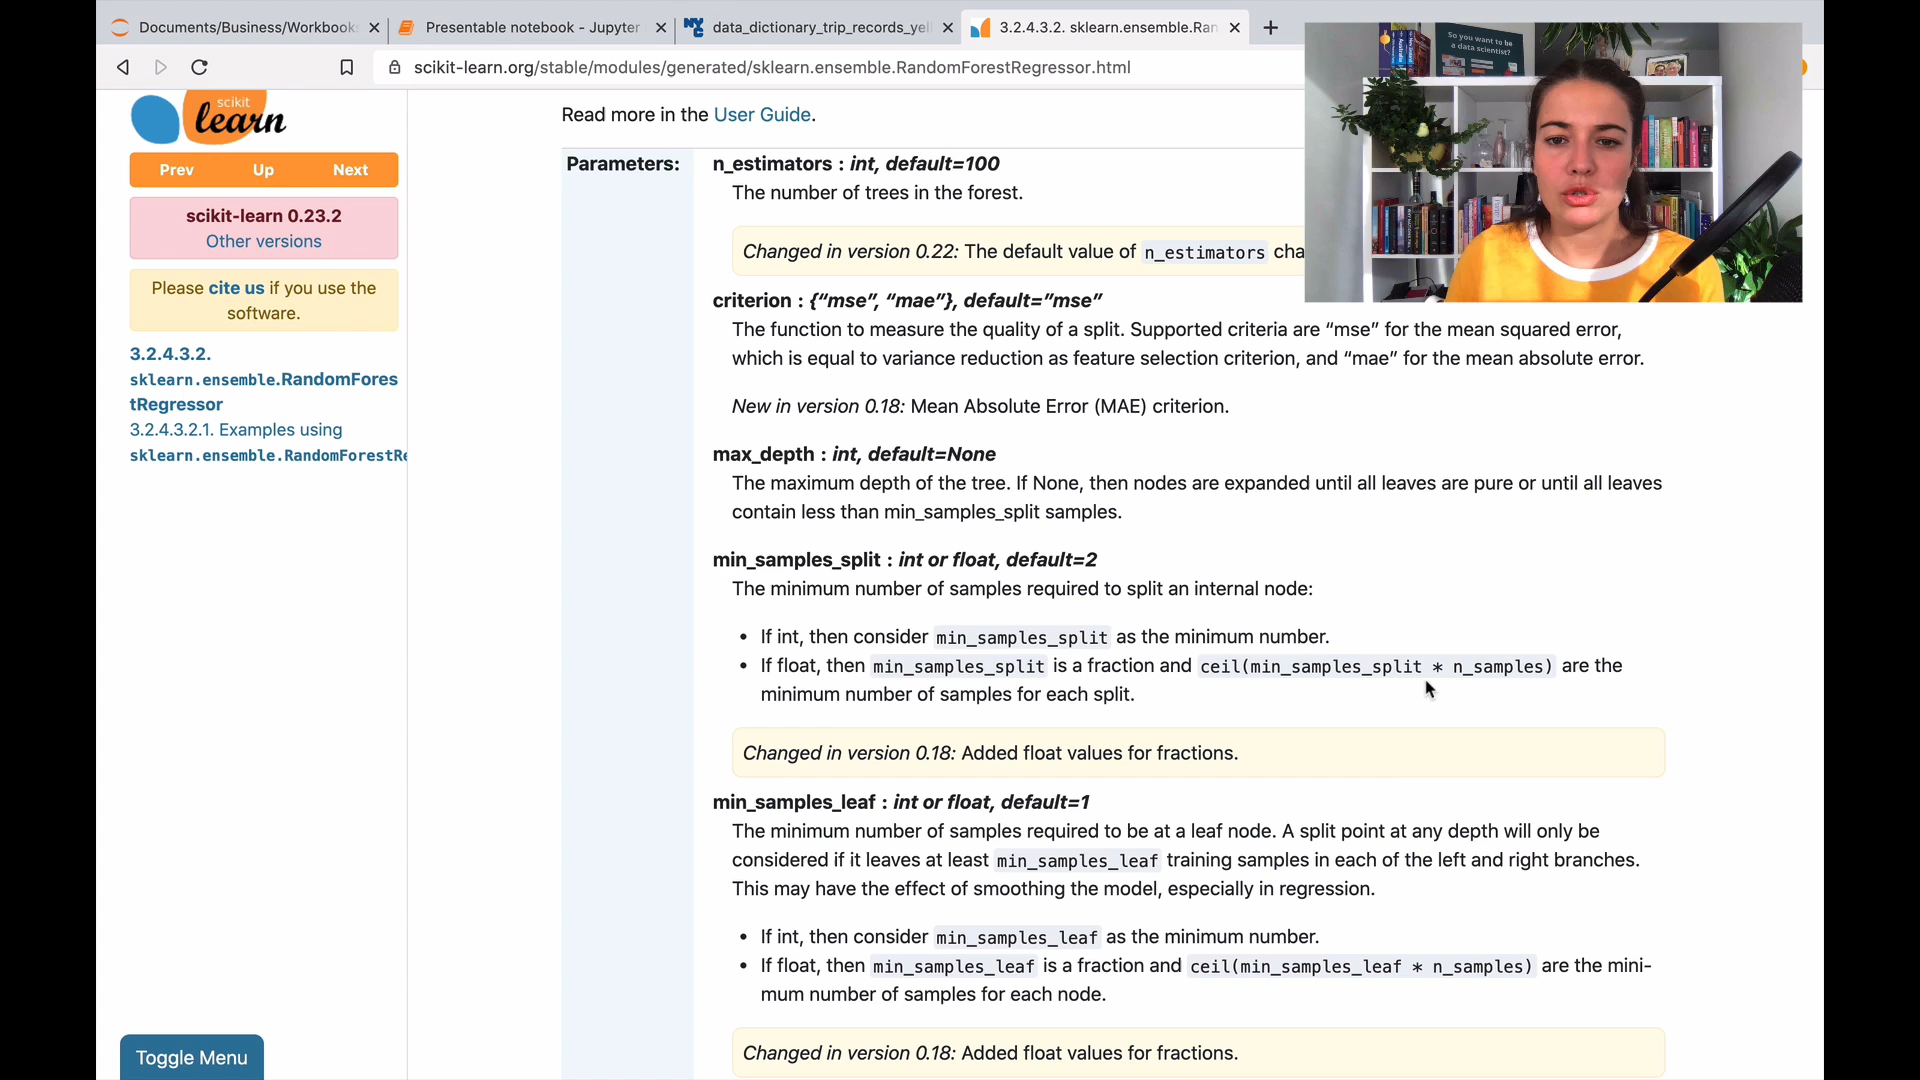 Documents/Business/Workbooks
Presentable notebook - Jupyter
NYC
data_dictionary_trip_records_yel
3.2.4.3.2. sklearn.ensemble.Ran
scikit-learn.org/stable/modules/generated/sklearn.ensemble.RandomForestRegressor.html
So you want to be
a data scientist?
scikit
learn
Prev Up Next
scikit-learn 0.23.2
Other versions
Please cite us if you use the
software.
3.2.4.3.2.
sklearn.ensemble.RandomFores
tRegressor
3.2.4.3.2.1. Examples using
sklearn.ensemble.RandomForestRe
Toggle Menu
Read more in the User Guide.
Parameters:
n_estimators : int, default=100
The number of trees in the forest.
Changed in version 0.22: The default value of n_estimators cha
criterion : {“mse”, “mae”}, default=”mse”
The function to measure the quality of a split. Supported criteria are “mse” for the mean squared error,
which is equal to variance reduction as feature selection criterion, and “mae” for the mean absolute error.
New in version 0.18: Mean Absolute Error (MAE) criterion.
max_depth : int, default=None
The maximum depth of the tree. If None, then nodes are expanded until all leaves are pure or until all leaves
contain less than min_samples_split samples.
min_samples_split : int or float, default=2
The minimum number of samples required to split an internal node:
• If int, then consider min_samples_split as the minimum number.
• If float, then min_samples_split is a fraction and ceil(min_samples_split * n_samples) are the
minimum number of samples for each split.
Changed in version 0.18: Added float values for fractions.
min_samples_leaf : int or float, default=1
The minimum number of samples required to be at a leaf node. A split point at any depth will only be
considered if it leaves at least min_samples_leaf training samples in each of the left and right branches.
This may have the effect of smoothing the model, especially in regression.
• If int, then consider min_samples_leaf as the minimum number.
• If float, then min_samples_leaf is a fraction and ceil(min_samples_leaf * n_samples) are the mini-
mum number of samples for each node.
Changed in version 0.18: Added float values for fractions.